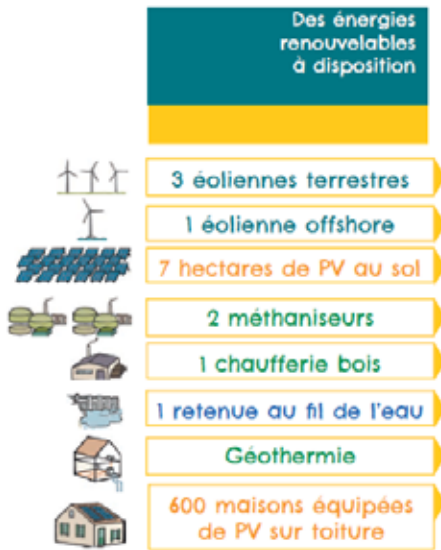 Des énergies
renouvelables
à disposition
3 éoliennes terrestres
1 éolienne offshore
7 hectares de PV au sol
2 méthaniseurs
1 chaufferie bois
1 retenue au fil de l'eau
Géothermie
600 maisons équipées
de PV sur toiture